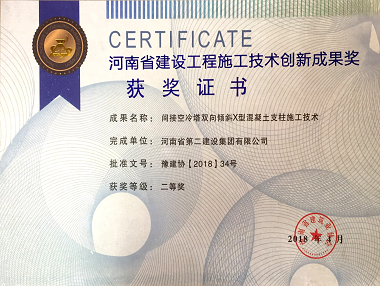 CERTIFICATE
河南省建设工程施工技术创新成果奖
获奖证书
成果名称： 间接空冷塔双向倾斜X型混凝土支柱施工技术
完成单位： 河南省第二建设集团有限公司
批准文号： 豫建协【2018】34号
获奖等级： 二等奖
2018 年 月